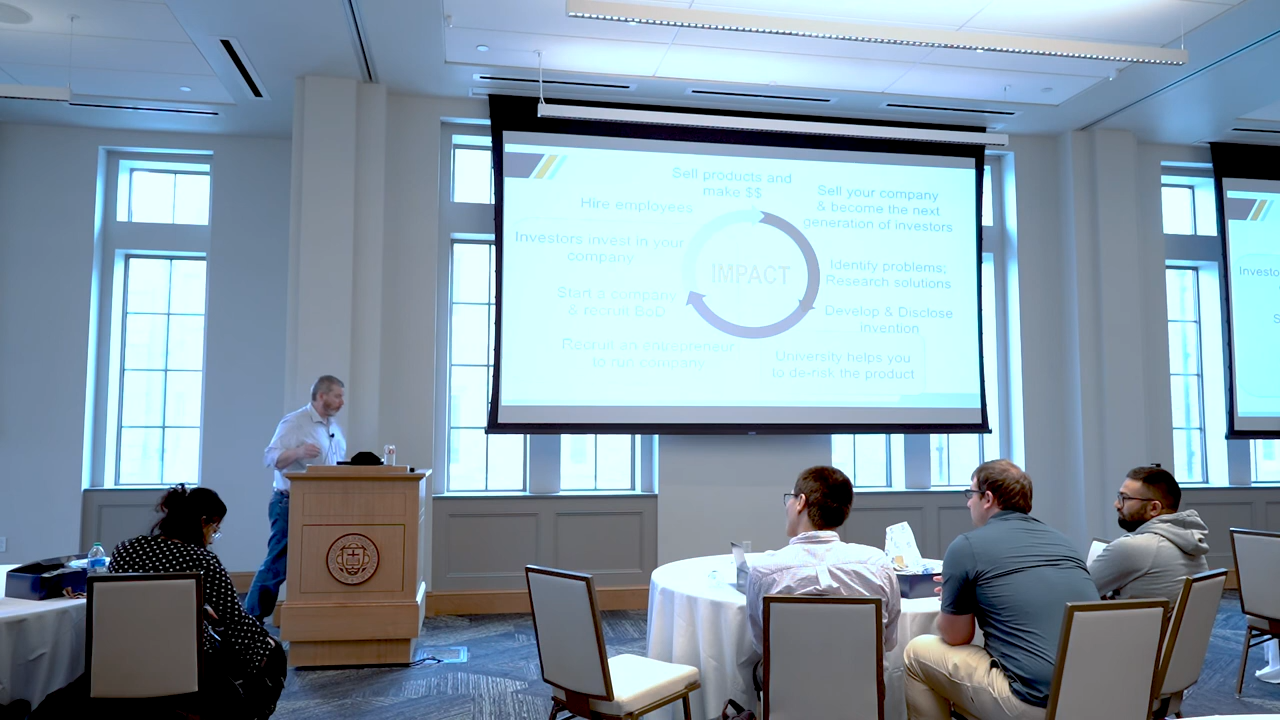 Sell products and
make $$
Hire employees
Sell your company
& become the next
generation of investors
Investors invest in your
company
IMPACT
Identify problems;
Research solutions
Start a company
& recruit BoD
Develop & Disclose
invention
Recruit an entrepreneur
to run company
University helps you
to de-risk the product